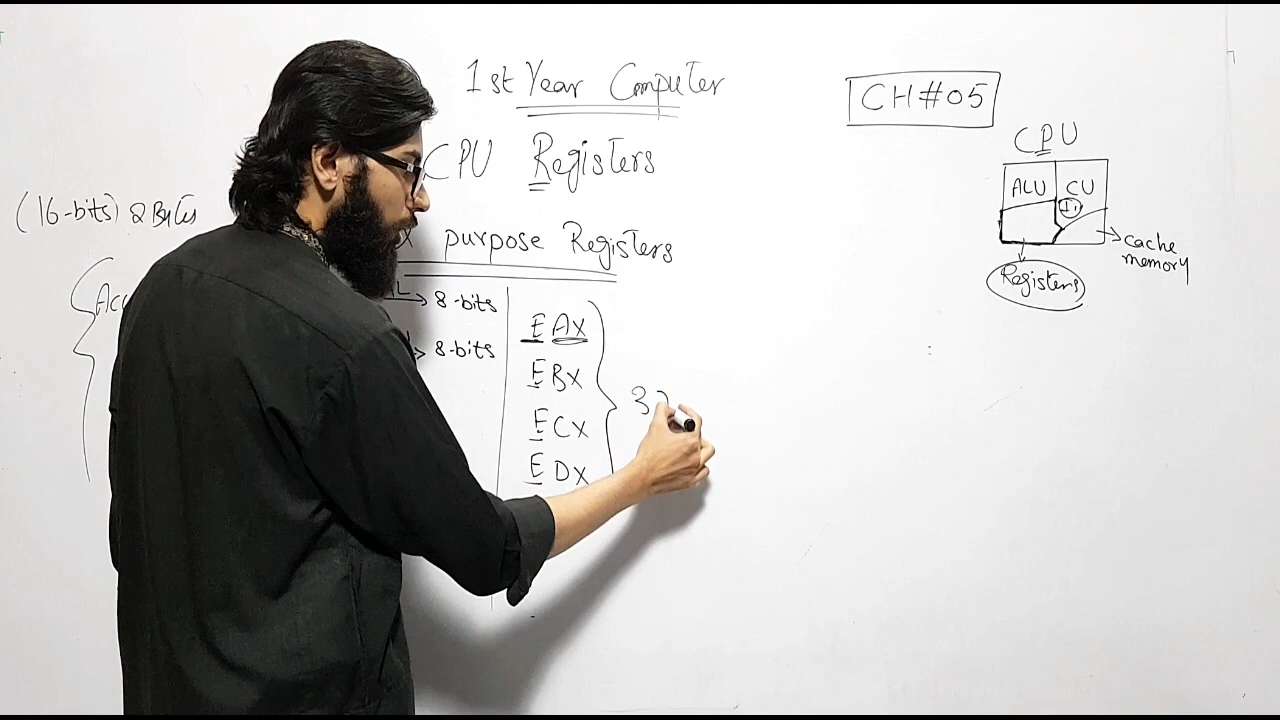 1st Year Computer
CH#05
CPU Registers
CPU
ALU CU
(16-bits) 2 Bytes
purpose Registers
cache
memory
Registers
8-bits
EAX
8-bits
EBX
ECX
EDX